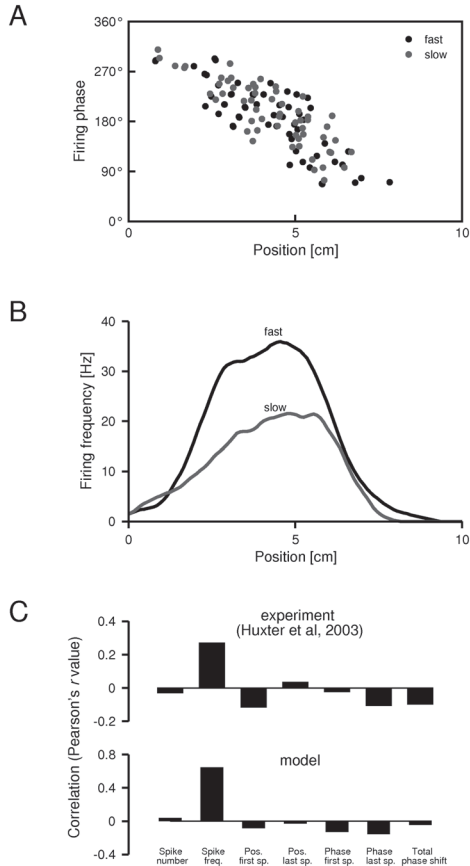 A
360°
270°
180°
90°
0°
Firing phase
fast
slow
0
5
10
Position [cm]
B
40
30
20
10
0
Firing frequency [Hz]
fast
slow
0
5
10
Position [cm]
C
Correlation (Pearson's r value)
0.4
0.2
0
-0.2
experiment
(Huxter et al, 2003)
0.8
0.4
0
-0.4
model
Spike number
Spike freq.
Pos. first sp.
Pos. last sp.
Phase first sp.
Phase last sp.
Total phase shift